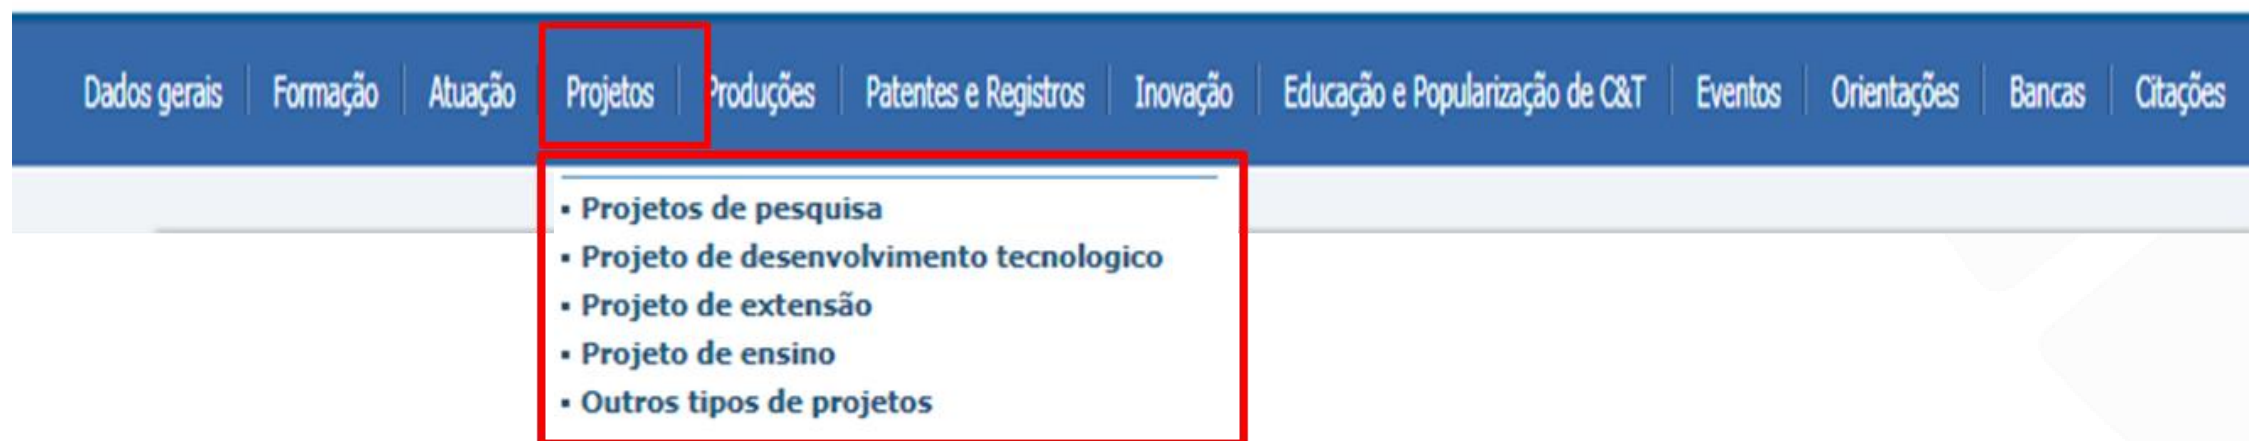 Dados gerais Formação Atuação Projetos Produções Patentes e Registros Inovação Educação e Popularização de C&T Eventos Orientações Bancas Citações
▪ Projetos de pesquisa
▪ Projeto de desenvolvimento tecnologico
▪ Projeto de extensão
▪ Projeto de ensino
▪ Outros tipos de projetos